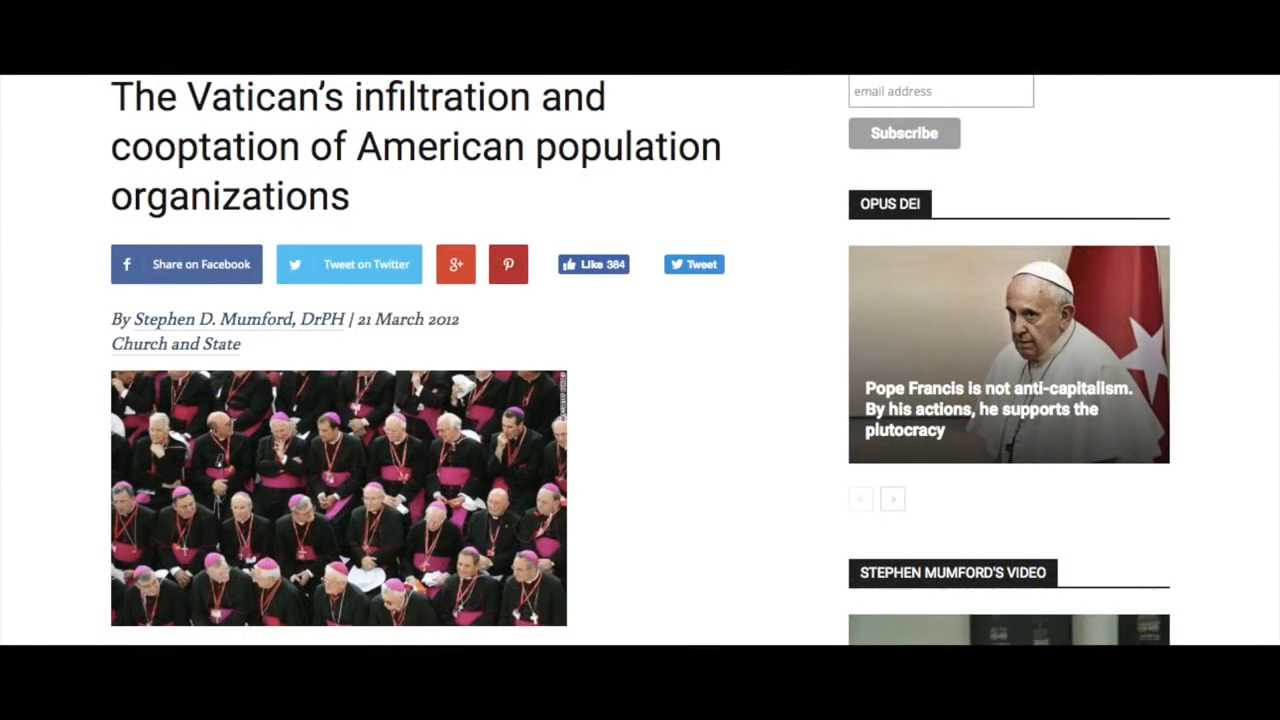 The Vatican's infiltration and
cooptation of American population
organizations
Share on Facebook
Tweet on Twitter
Like 384
Tweet
By Stephen D. Mumford, DrPH | 21 March 2012
Church and State
email address
Subscribe
OPUS DEI
Pope Francis is not anti-capitalism.
By his actions, he supports the
plutocracy
STEPHEN MUMFORD'S VIDEO